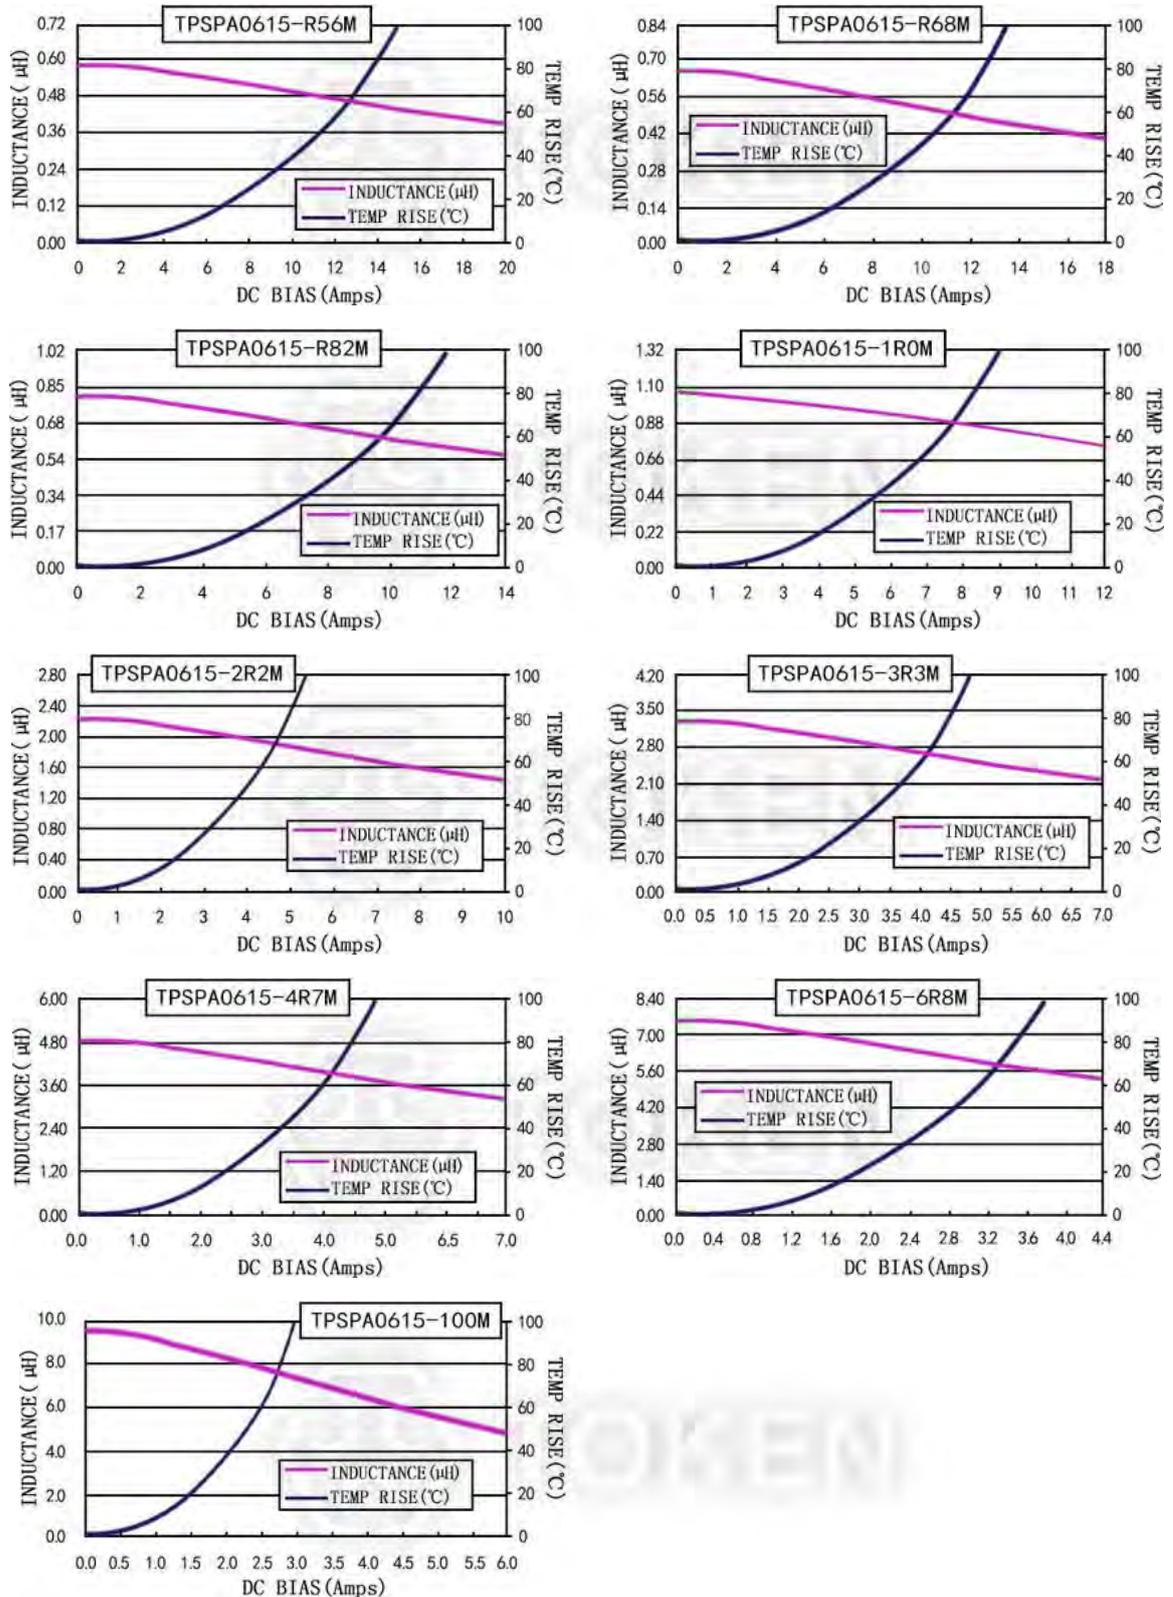 TPSPA0615-R56M
INDUCTANCE( μH)
0.72
0.60
0.48
0.36
0.24
0.12
0.00
100
80
60
40
20
0
TEMP RISE(℃)
INDUCTANCE(μH)
TEMP RISE(℃)
0 2 4 6 8 10 12 14 16 18 20
DC BIAS(Amps)
TPSPA0615-R68M
INDUCTANCE( μH)
0.84
0.70
0.56
0.42
0.28
0.14
0.00
100
80
60
40
20
0
TEMP RISE(℃)
INDUCTANCE(μH)
TEMP RISE(℃)
0 2 4 6 8 10 12 14 16 18
DC BIAS(Amps)
TPSPA0615-R82M
INDUCTANCE( μH)
1.02
0.85
0.68
0.54
0.34
0.17
0.00
100
80
60
40
20
0
TEMP RISE(℃)
INDUCTANCE(μH)
TEMP RISE(℃)
0 2 4 6 8 10 12 14
DC BIAS(Amps)
TPSPA0615-1R0M
INDUCTANCE( μH)
1.32
1.10
0.88
0.66
0.44
0.22
0.00
100
80
60
40
20
0
TEMP RISE(℃)
INDUCTANCE(μH)
TEMP RISE(℃)
0 1 2 3 4 5 6 7 8 9 10 11 12
DC BIAS(Amps)
TPSPA0615-2R2M
INDUCTANCE( μH)
2.80
2.40
2.00
1.60
1.20
0.80
0.40
0.00
100
80
60
40
20
0
TEMP RISE(℃)
INDUCTANCE(μH)
TEMP RISE(℃)
0 1 2 3 4 5 6 7 8 9 10
DC BIAS(Amps)
TPSPA0615-3R3M
INDUCTANCE( μH)
4.20
3.50
2.80
2.10
1.40
0.70
0.00
100
80
60
40
20
0
TEMP RISE(℃)
INDUCTANCE(μH)
TEMP RISE(℃)
0.0 0.5 1.0 1.5 2.0 2.5 3.0 3.5 4.0 4.5 5.0 5.5 6.0 6.5 7.0
DC BIAS(Amps)
TPSPA0615-4R7M
INDUCTANCE( μH)
6.00
4.80
3.60
2.40
1.20
0.00
100
80
60
40
20
0
TEMP RISE(℃)
INDUCTANCE(μH)
TEMP RISE(℃)
0.0 1.0 2.0 3.0 4.0 5.0 6.5 7.0
DC BIAS(Amps)
TPSPA0615-6R8M
INDUCTANCE( μH)
8.40
7.00
5.60
4.20
2.80
1.40
0.00
100
80
60
40
20
0
TEMP RISE(℃)
INDUCTANCE(μH)
TEMP RISE(℃)
0.0 0.4 0.8 1.2 1.6 2.0 2.4 2.8 3.2 3.6 4.0 4.4
DC BIAS(Amps)
TPSPA0615-100M
INDUCTANCE( μH)
10.0
8.0
6.0
4.0
2.0
0.0
100
80
60
40
20
0
TEMP RISE(℃)
INDUCTANCE(μH)
TEMP RISE(℃)
0.0 0.5 1.0 1.5 2.0 2.5 3.0 3.5 4.0 4.5 5.0 5.5 6.0
DC BIAS(Amps)
OKEN